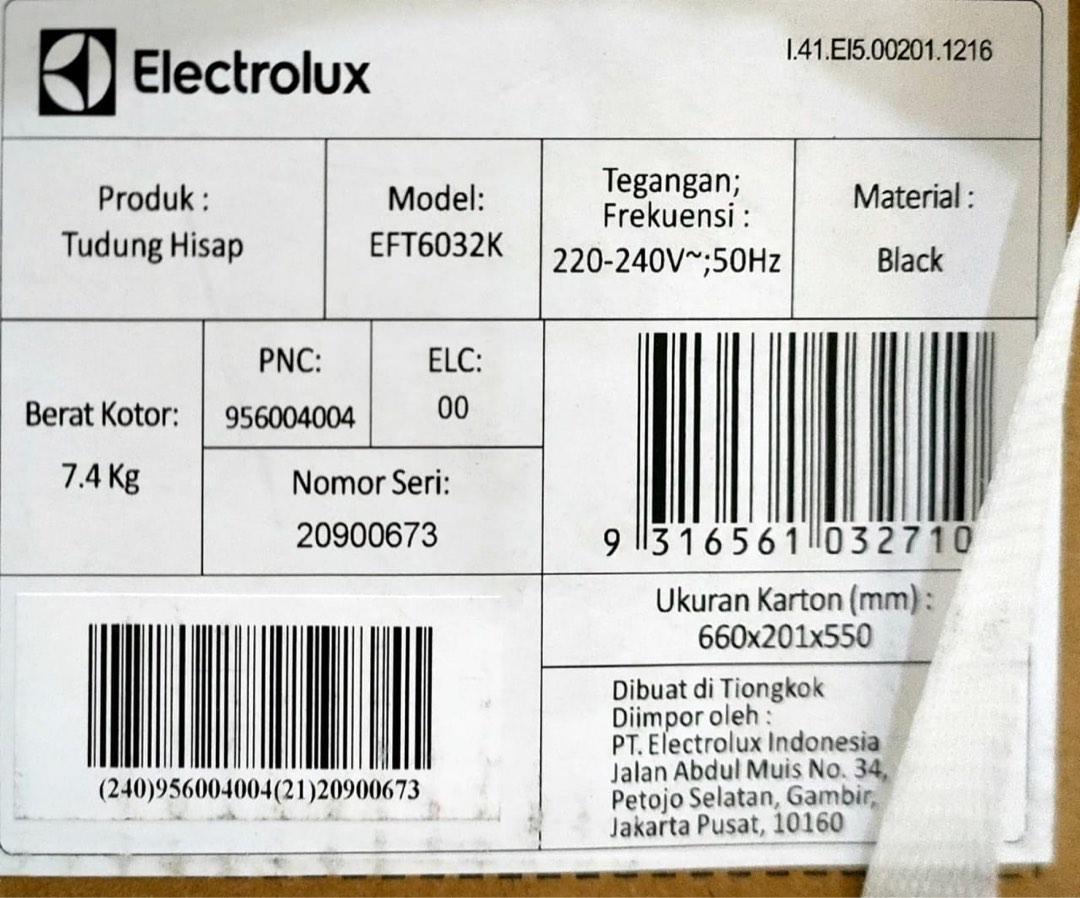 Electrolux
I.41.EI5.00201.1216
Produk :
Tudung Hisap
Model:
EFT6032K
Tegangan;
Frekuensi :
220-240V~;50Hz
Material :
Black
Berat Kotor:
7.4 Kg
PNC:
956004004
ELC:
00
Nomor Seri:
20900673
9 316561 032710
(240)956004004(21)20900673
Ukuran Karton (mm) :
660x201x550
Dibuat di Tiongkok
Diimpor oleh :
PT. Electrolux Indonesia
Jalan Abdul Muis No. 34,
Petojo Selatan, Gambir,
Jakarta Pusat, 10160